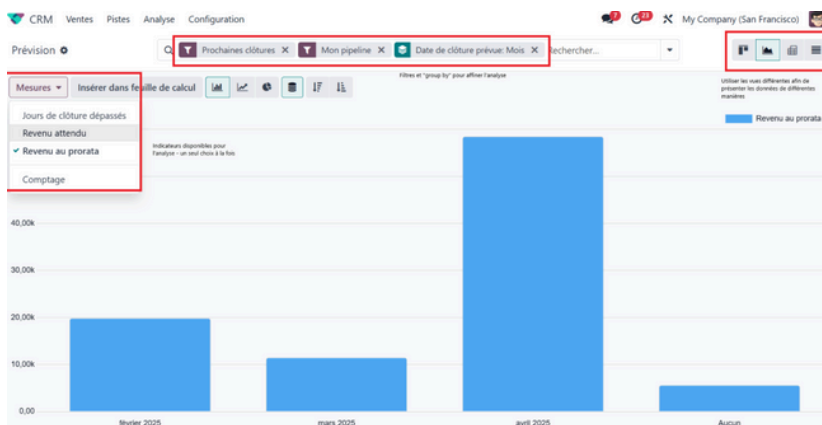 CRM Ventes Pistes Analyse Configuration 7 23 My Company (San Francisco)
Prévision Prochaines clôtures Mon pipeline Date de clôture prévue: Mois Rechercher...
Mesures Insérer dans feuille de calcul
Filtres et "group by" pour affiner l'analyse
Utiliser les vues différentes afin de
présenter les données de différentes
manières
Jours de clôture dépassés
Revenu attendu
Revenu au prorata
Comptage
Indicateurs disponibles pour
l'analyse - un seul choix à la fois
Revenu au prorata
40,00k
30,00k
20,00k
10,00k
0,00
février 2025 mars 2025 avril 2025 Aucun